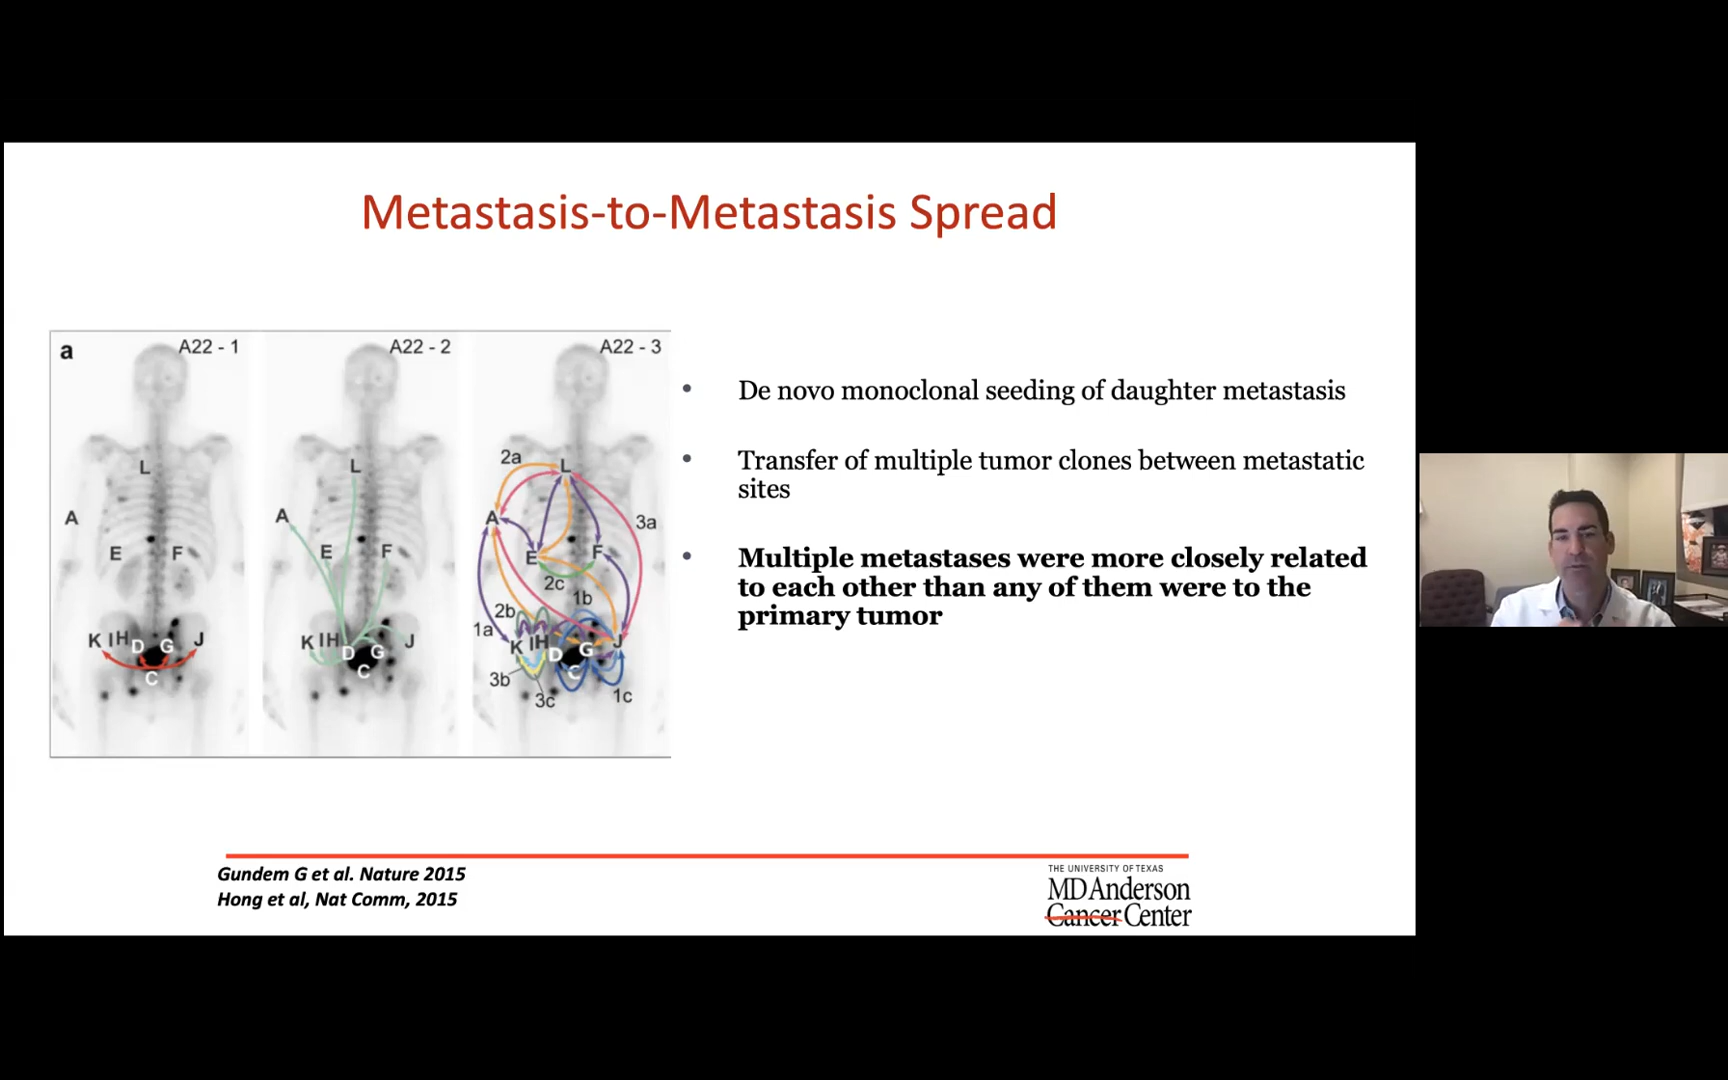 Metastasis-to-Metastasis Spread
a
A22 - 1
L
A
E
F
K
I
H
D
G
J
C
A22 - 2
L
A
E
F
K
I
H
D
G
J
C
A22 - 3
2a
L
A
3a
E
F
2c
1b
2b
1a
K
I
H
D
G
J
C
3b
3c
1c
• De novo monoclonal seeding of daughter metastasis
• Transfer of multiple tumor clones between metastatic
sites
• Multiple metastases were more closely related
to each other than any of them were to the
primary tumor
Gundem G et al. Nature 2015
Hong et al, Nat Comm, 2015
THE UNIVERSITY OF TEXAS
MD Anderson
Cancer Center